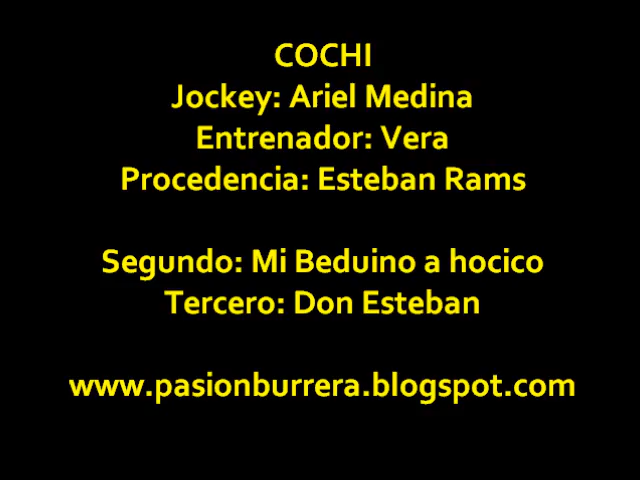 COCHI
Jockey: Ariel Medina
Entrenador: Vera
Procedencia: Esteban Rams
Segundo: Mi Beduino a hocico
Tercero: Don Esteban
www.pasionburrera.blogspot.com